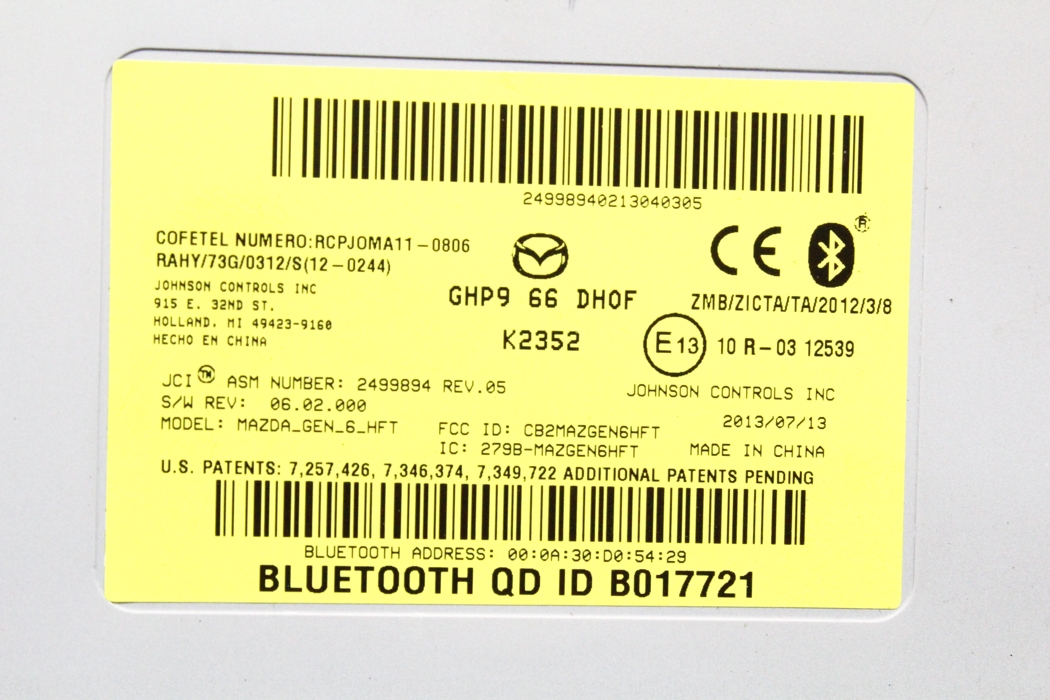 24998940213040305
COFETEL NUMERO:RCPJOMA11-0806
RAHY/73G/0312/S(12-0244)
JOHNSON CONTROLS INC
915 E. 32ND ST.
HOLLAND. MI 49423-9160
HECHO EN CHINA
GHP9 66 DH0F
K2352
CE ®
ZMB/ZICTA/TA/2012/3/8
E13 10 R-03 12539
JCI™ ASM NUMBER: 2499894 REV.05
S/W REV: 06.02.000
MODEL: MAZDA_GEN_6_HFT
FCC ID: CB2MAZGEN6HFT
IC: 279B-MAZGEN6HFT
JOHNSON CONTROLS INC
2013/07/13
MADE IN CHINA
U.S. PATENTS: 7,257,426, 7,346,374, 7,349,722 ADDITIONAL PATENTS PENDING
BLUETOOTH ADDRESS: 00:0A:30:D0:54:29
BLUETOOTH QD ID B017721